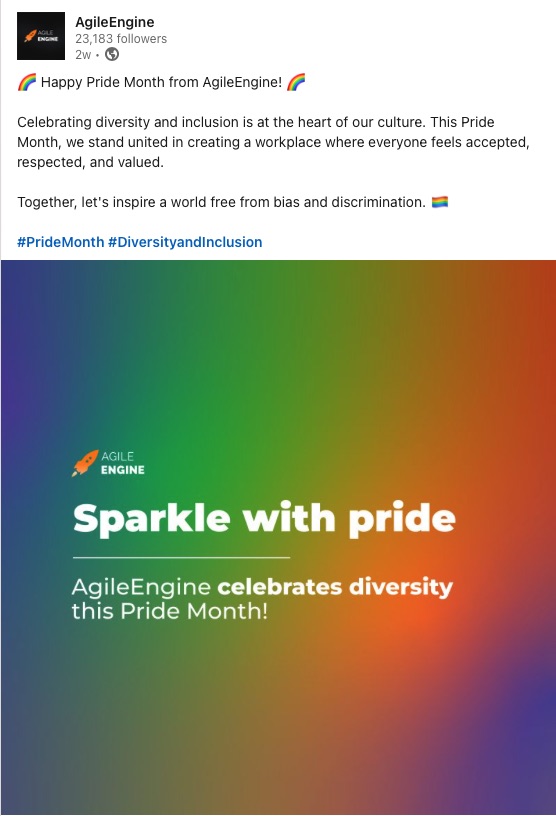 AGILE
ENGINE
AgileEngine
23,183 followers
2w •
🌈 Happy Pride Month from AgileEngine! 🌈
Celebrating diversity and inclusion is at the heart of our culture. This Pride
Month, we stand united in creating a workplace where everyone feels accepted,
respected, and valued.
Together, let's inspire a world free from bias and discrimination. 🏳️‍🌈
#PrideMonth #DiversityandInclusion
AGILE
ENGINE
Sparkle with pride
AgileEngine celebrates diversity
this Pride Month!